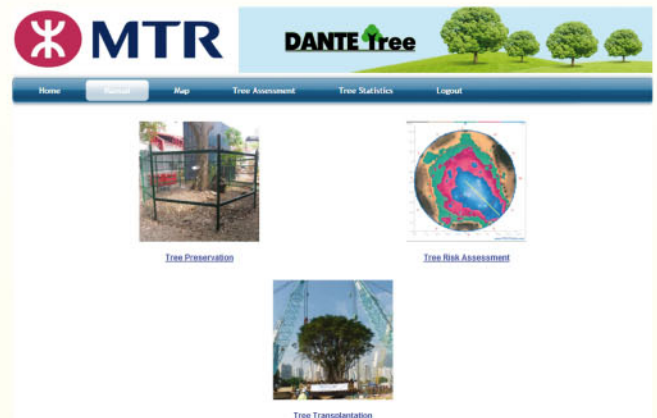 MTR
DANTE Tree
Home
Map
Tree Assessment
Tree Statistics
Logout
Tree Preservation
Tree Risk Assessment
Tree Transplantation